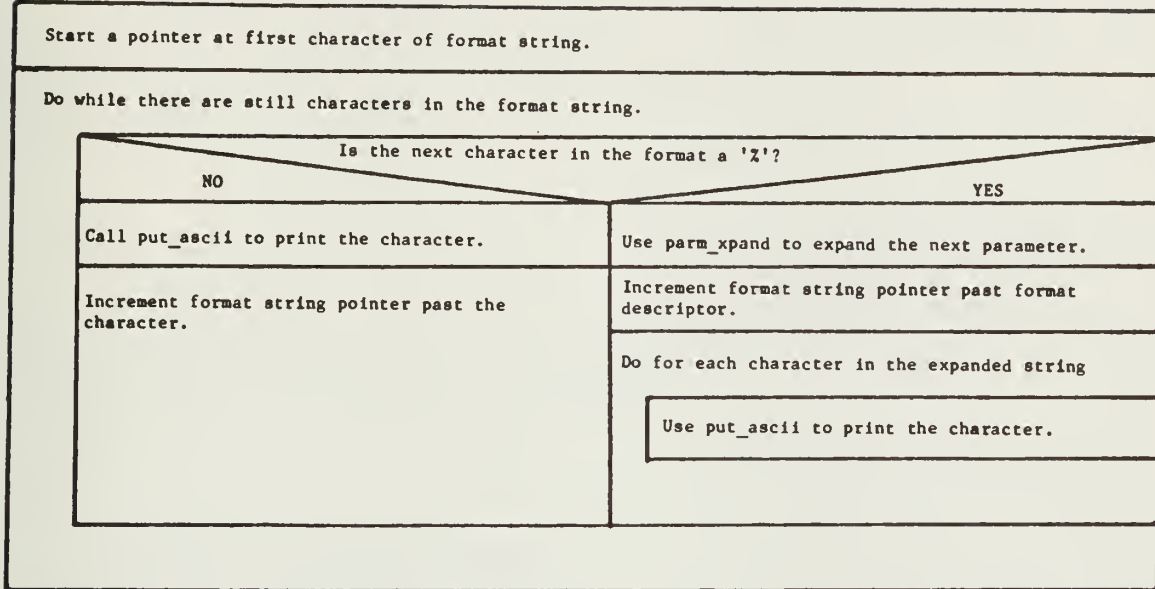 Start a pointer at first character of format string.
Do while there are still characters in the format string.
Is the next character in the format a '%'?
NO
YES
Call put_ascii to print the character.
Use parm_xpand to expand the next parameter.
Increment format string pointer past the
character.
Increment format string pointer past format
descriptor.
Do for each character in the expanded string
Use put_ascii to print the character.